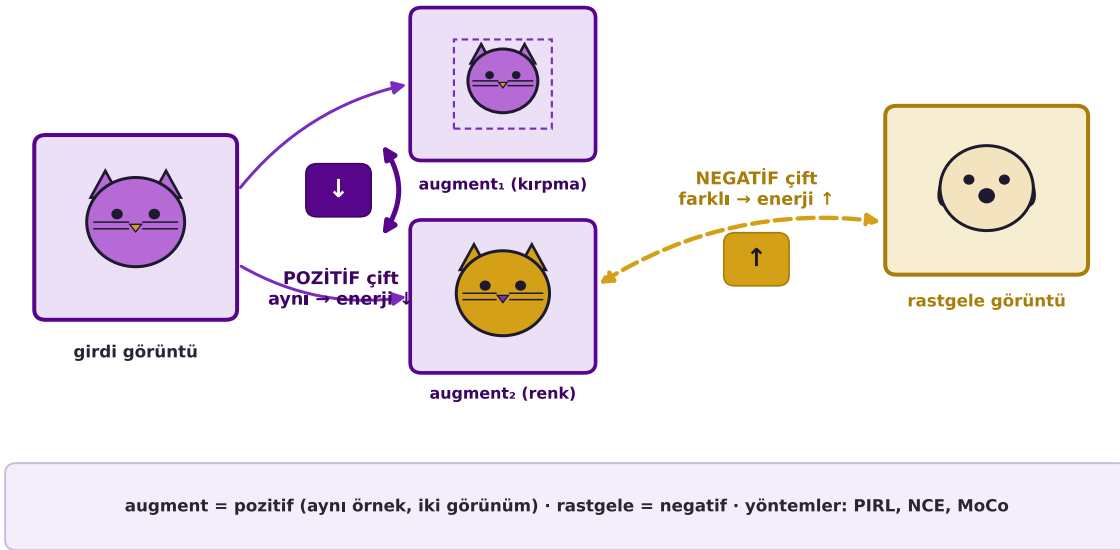 augment₁ (kırpma)
↓
NEGATİF çift
farklı → enerji ↑
↑
POZİTİF çift
aynı → enerji ↓
rastgele görüntü
girdi görüntü
augment₂ (renk)
augment = pozitif (aynı örnek, iki görünüm) · rastgele = negatif · yöntemler: PIRL, NCE, MoCo